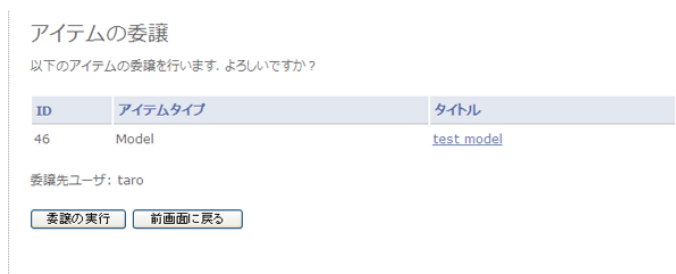 アイテムの委譲
以下のアイテムの委譲を行います. よろしいですか?
ID アイテムタイプ タイトル
46 Model test model
委譲先ユーザ: taro
委譲の実行 前画面に戻る